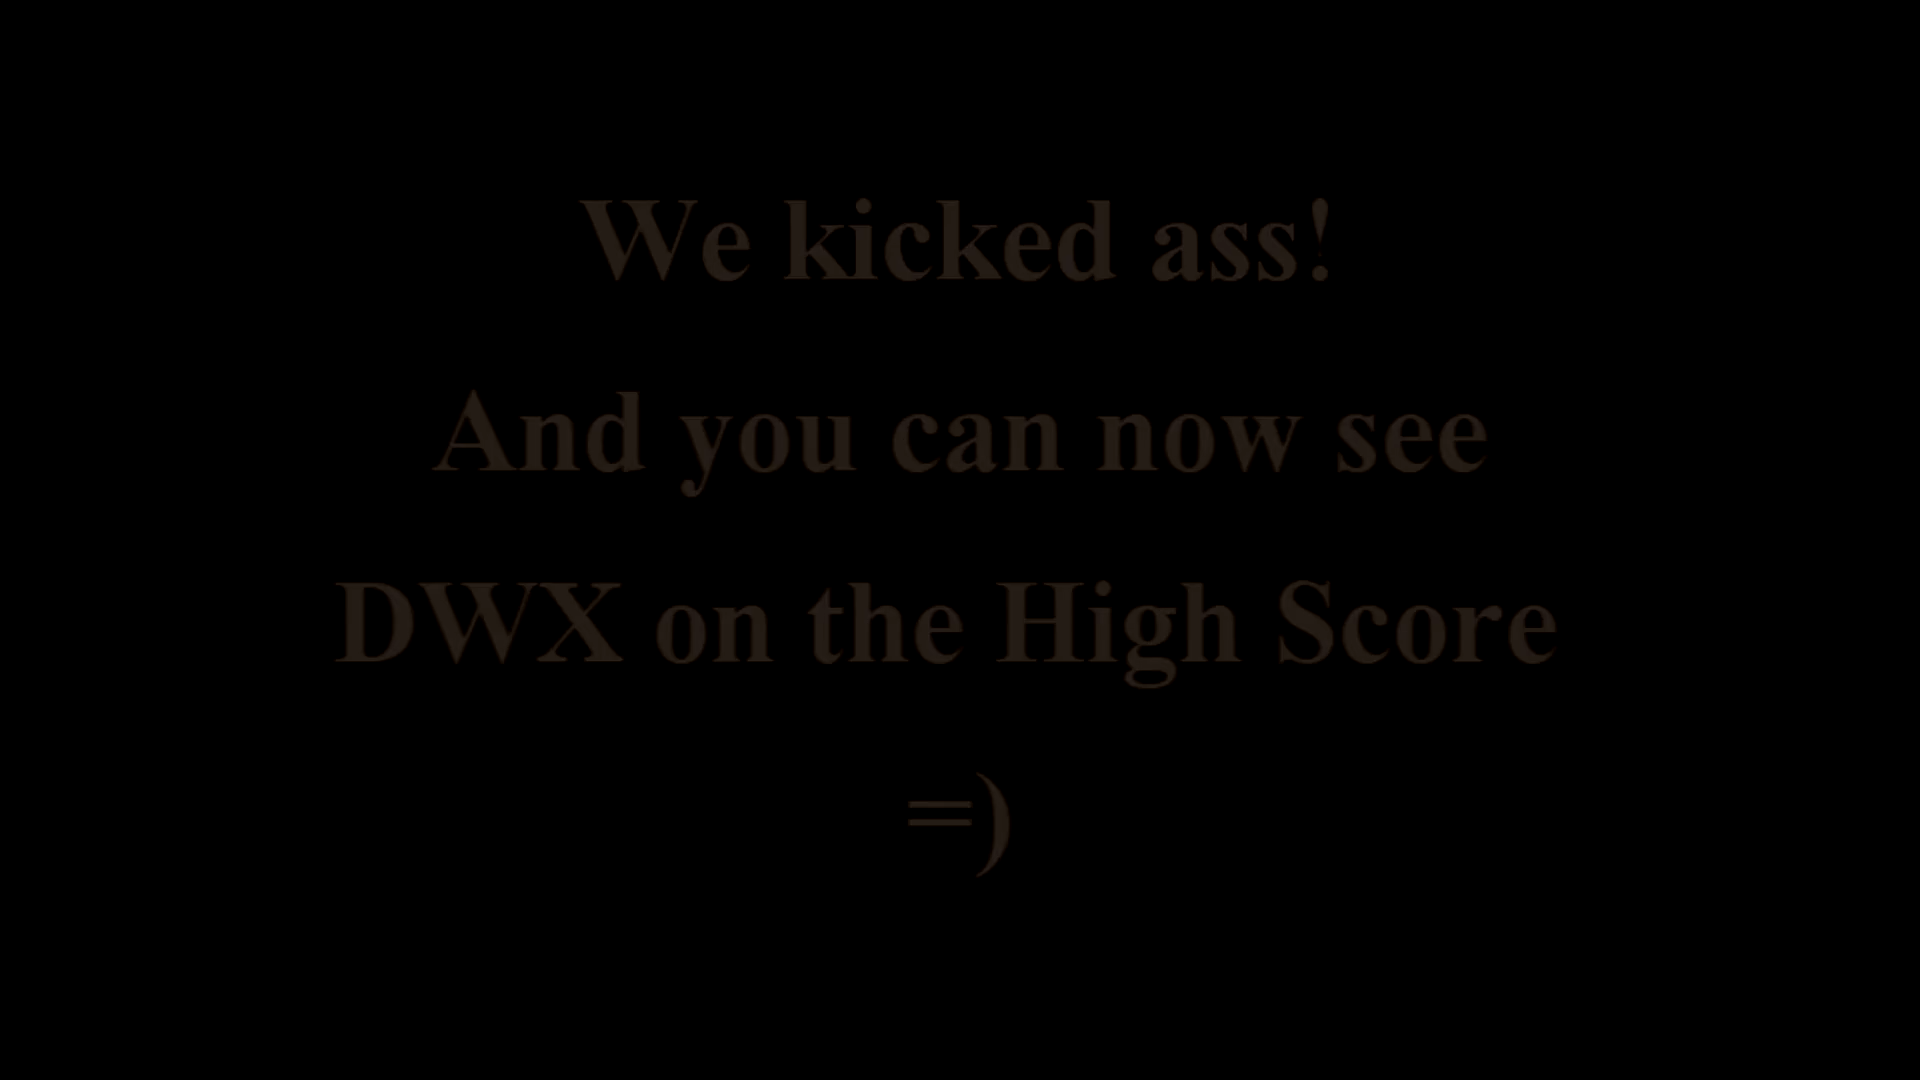 We kicked ass!
And you can now see
DWX on the High Score
=)